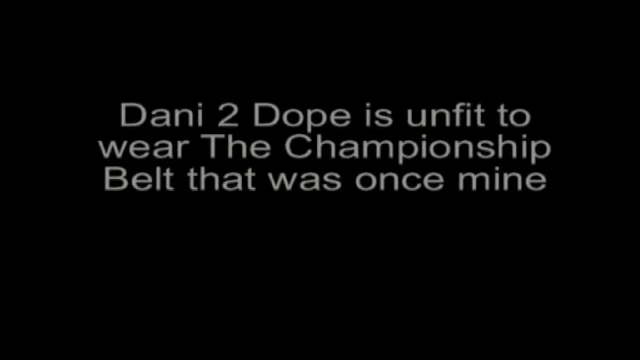 Dani 2 Dope is unfit to
wear The Championship
Belt that was once mine